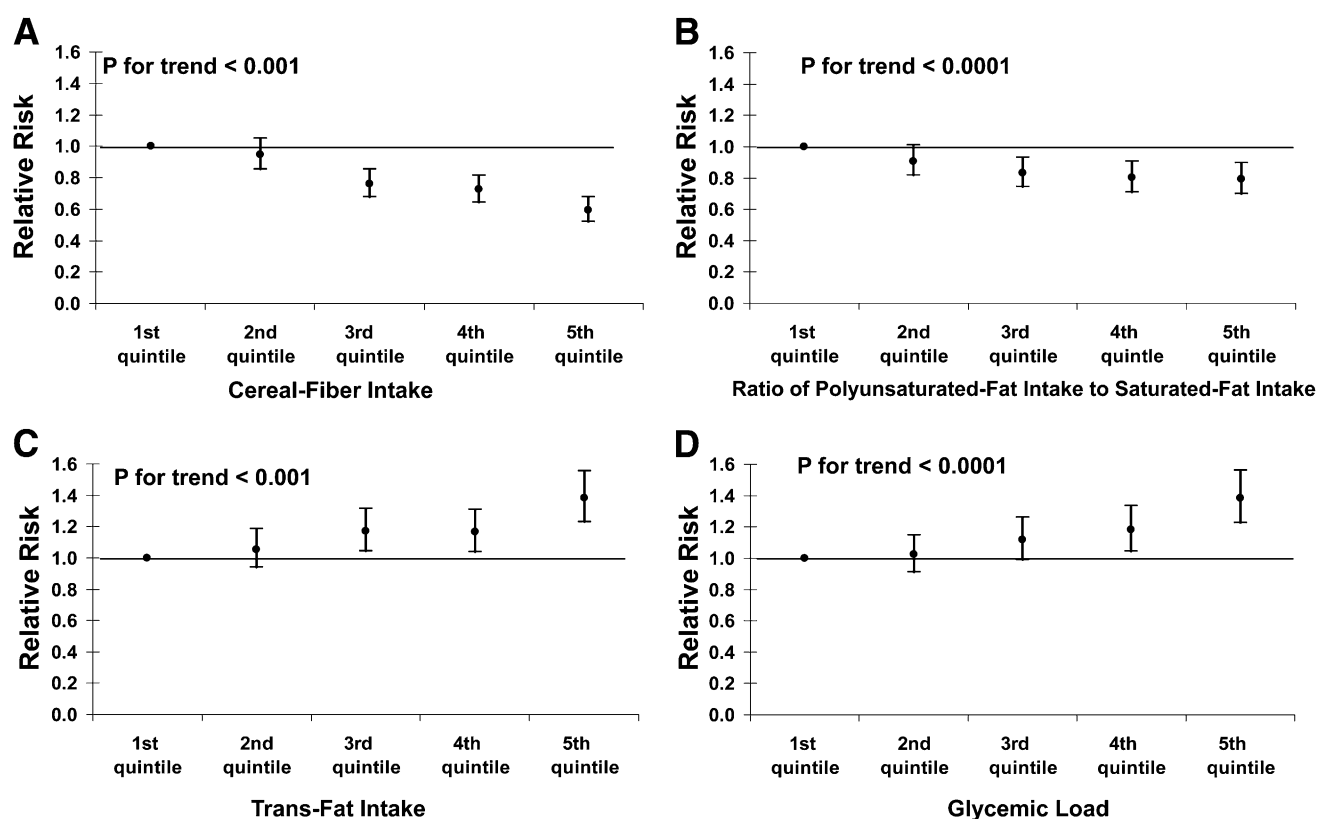 A
P for trend < 0.001
Relative Risk
1.6
1.4
1.2
1.0
0.8
0.6
0.4
0.2
0.0
1st quintile
2nd quintile
3rd quintile
4th quintile
5th quintile
Cereal-Fiber Intake
B
P for trend < 0.0001
Relative Risk
1.6
1.4
1.2
1.0
0.8
0.6
0.4
0.2
0.0
1st quintile
2nd quintile
3rd quintile
4th quintile
5th quintile
Ratio of Polyunsaturated-Fat Intake to Saturated-Fat Intake
C
P for trend < 0.001
Relative Risk
1.6
1.4
1.2
1.0
0.8
0.6
0.4
0.2
0.0
1st quintile
2nd quintile
3rd quintile
4th quintile
5th quintile
Trans-Fat Intake
D
P for trend < 0.0001
Relative Risk
1.6
1.4
1.2
1.0
0.8
0.6
0.4
0.2
0.0
1st quintile
2nd quintile
3rd quintile
4th quintile
5th quintile
Glycemic Load